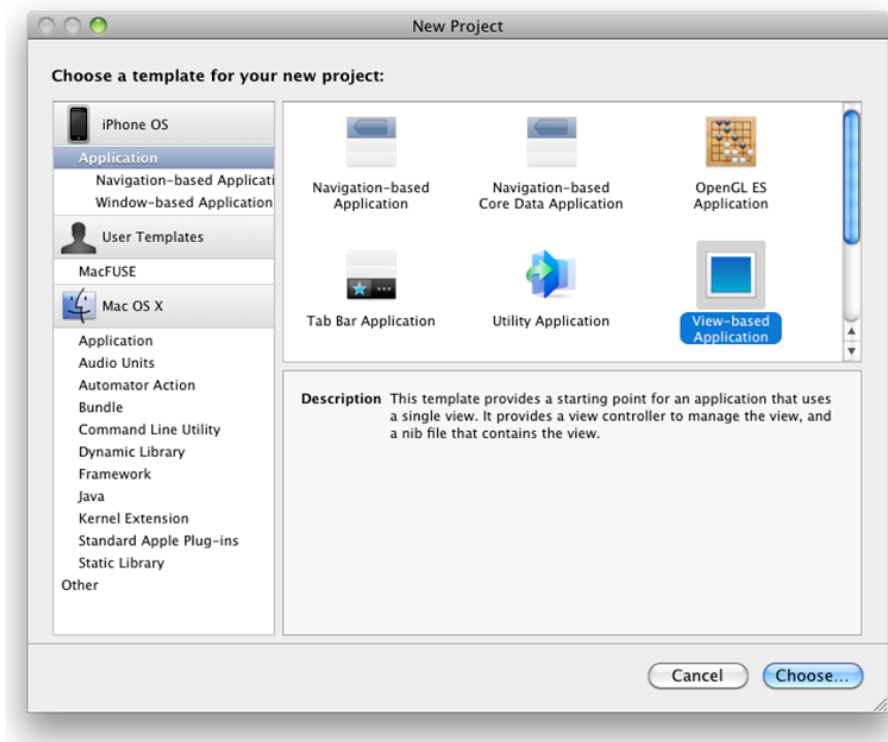 New Project
Choose a template for your new project:
iPhone OS
Application
Navigation-based Applicati
Window-based Application
User Templates
MacFUSE
Mac OS X
Application
Audio Units
Automator Action
Bundle
Command Line Utility
Dynamic Library
Framework
Java
Kernel Extension
Standard Apple Plug-ins
Static Library
Other
Navigation-based
Application
Navigation-based
Core Data Application
OpenGL ES
Application
Tab Bar Application
Utility Application
View-based
Application
Description This template provides a starting point for an application that uses
a single view. It provides a view controller to manage the view, and
a nib file that contains the view.
Cancel
Choose...